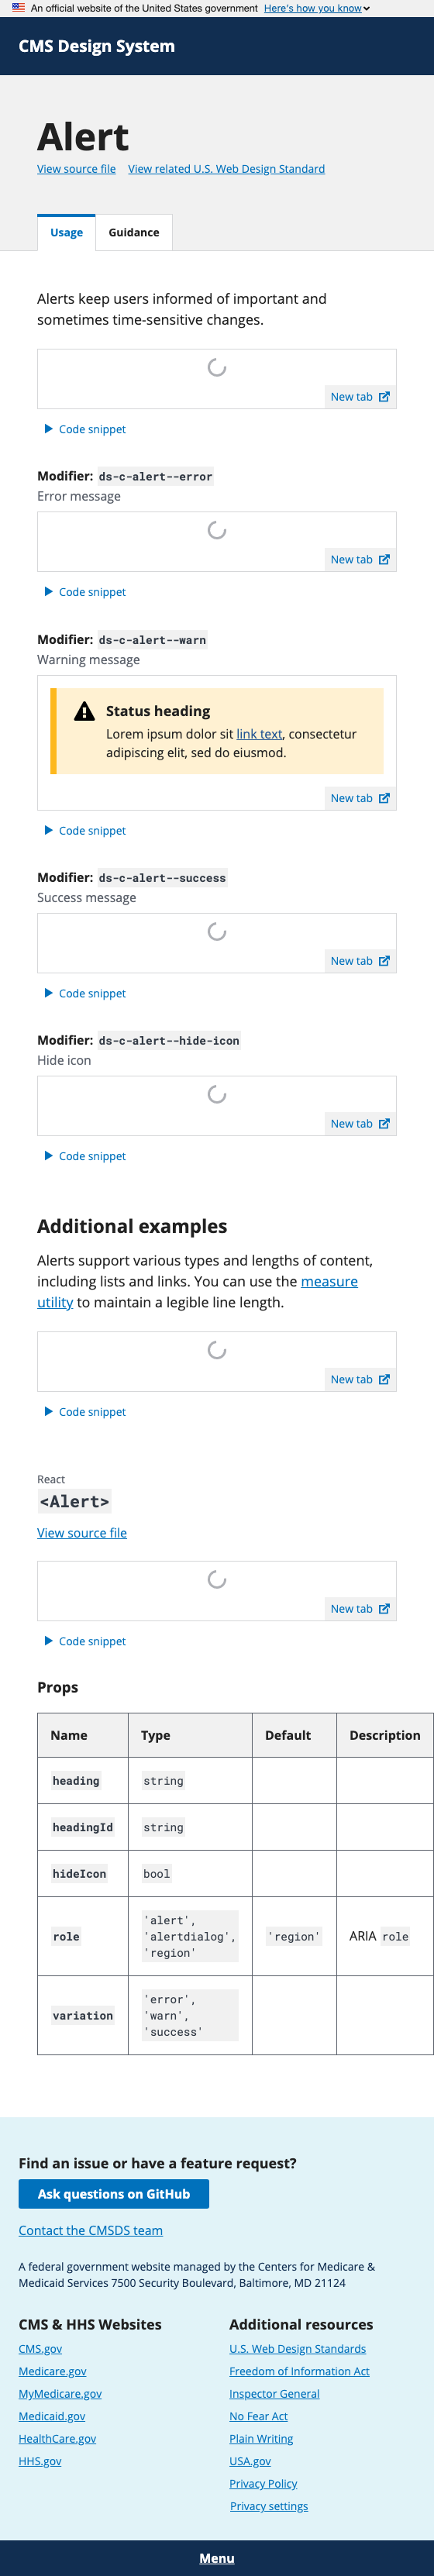 An official website of the United States government Here's how you know
CMS Design System
Alert
View source file View related U.S. Web Design Standard
Usage Guidance
Alerts keep users informed of important and
sometimes time-sensitive changes.
New tab
Code snippet
Modifier: ds-c-alert--error
Error message
New tab
Code snippet
Modifier: ds-c-alert--warn
Warning message
Status heading
Lorem ipsum dolor sit link text, consectetur
adipiscing elit, sed do eiusmod.
New tab
Code snippet
Modifier: ds-c-alert--success
Success message
New tab
Code snippet
Modifier: ds-c-alert--hide-icon
Hide icon
New tab
Code snippet
Additional examples
Alerts support various types and lengths of content,
including lists and links. You can use the measure
utility to maintain a legible line length.
New tab
Code snippet
React
<Alert>
View source file
New tab
Code snippet
Props
Name Type Default Description
heading string
headingId string
hideIcon bool
role 'alert', 'alertdialog', 'region' 'region' ARIA role
variation 'error', 'warn', 'success'
Find an issue or have a feature request?
Ask questions on GitHub
Contact the CMSDS team
A federal government website managed by the Centers for Medicare &
Medicaid Services 7500 Security Boulevard, Baltimore, MD 21124
CMS & HHS Websites
CMS.gov
Medicare.gov
MyMedicare.gov
Medicaid.gov
HealthCare.gov
HHS.gov
Additional resources
U.S. Web Design Standards
Freedom of Information Act
Inspector General
No Fear Act
Plain Writing
USA.gov
Privacy Policy
Privacy settings
Menu